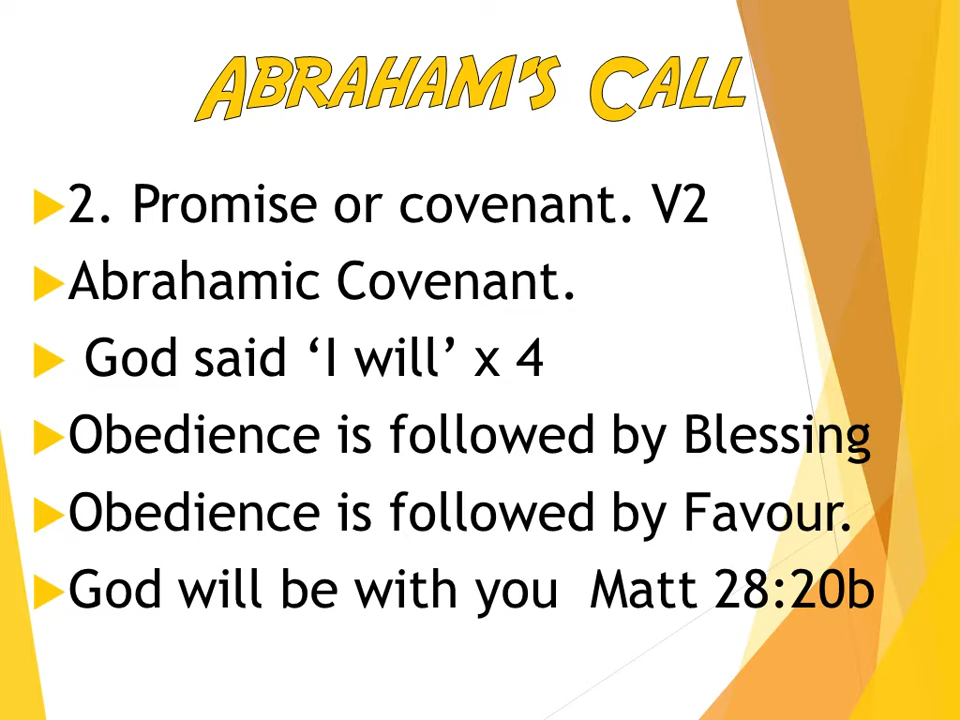 Abraham's Call
2. Promise or covenant. V2
Abrahamic Covenant.
God said ‘I will’ x 4
Obedience is followed by Blessing
Obedience is followed by Favour.
God will be with you  Matt 28:20b